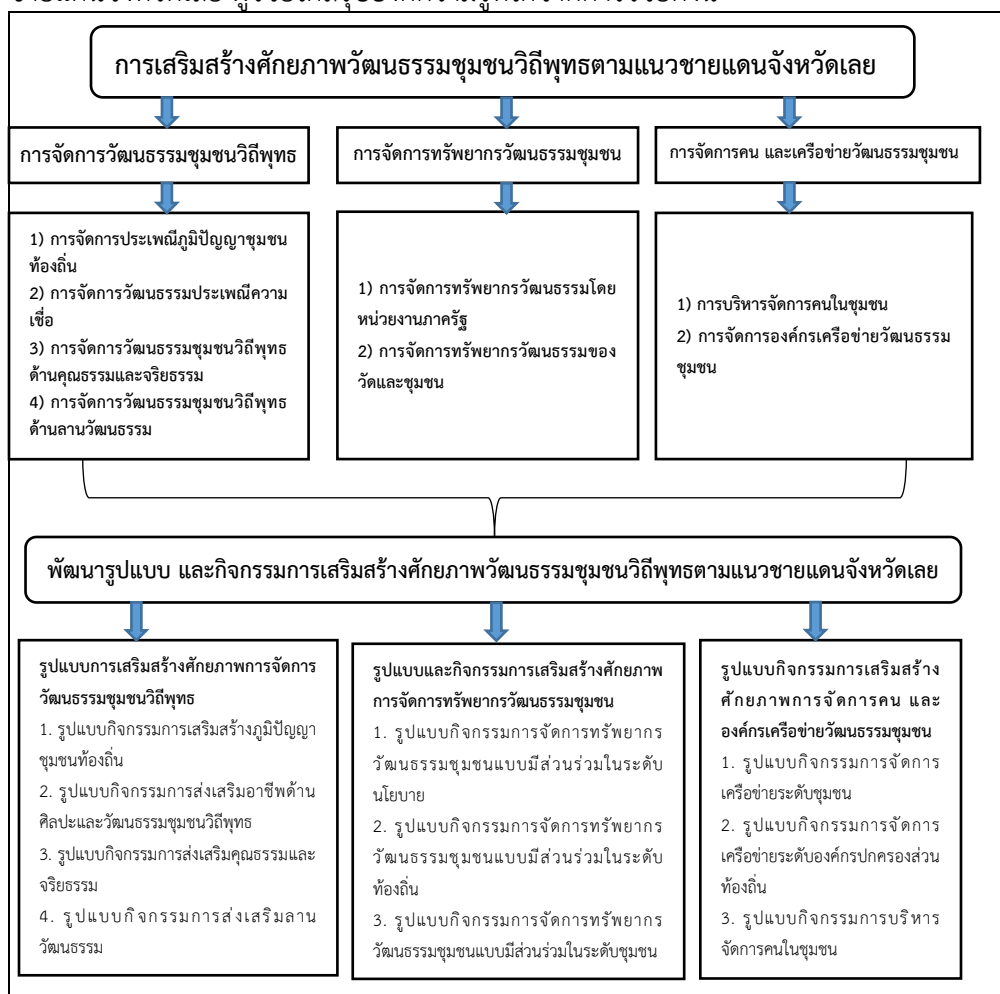 การเสริมสร้างศักยภาพวัฒนธรรมชุมชนวิถีพุทธตามแนวชายแดนจังหวัดเลย
การจัดการวัฒนธรรมชุมชนวิถีพุทธ
การจัดการทรัพยากรวัฒนธรรมชุมชน
การจัดการคน และเครือข่ายวัฒนธรรมชุมชน
1) การจัดการประเพณีภูมิปัญญาชุมชน
ท้องถิ่น
2) การจัดการวัฒนธรรมประเพณีความ
เชื่อ
3) การจัดการวัฒนธรรมชุมชนวิถีพุทธ
ด้านคุณธรรมและจริยธรรม
4) การจัดการวัฒนธรรมชุมชนวิถีพุทธ
ด้านลานวัฒนธรรม
1) การจัดการทรัพยากรวัฒนธรรมโดย
หน่วยงานภาครัฐ
2) การจัดการทรัพยากรวัฒนธรรมของ
วัดและชุมชน
1) การบริหารจัดการคนในชุมชน
2) การจัดการองค์กรเครือข่ายวัฒนธรรม
ชุมชน
พัฒนารูปแบบ และกิจกรรมการเสริมสร้างศักยภาพวัฒนธรรมชุมชนวิถีพุทธตามแนวชายแดนจังหวัดเลย
รูปแบบการเสริมสร้างศักยภาพการจัดการ
วัฒนธรรมชุมชนวิถีพุทธ
1. รูปแบบกิจกรรมการเสริมสร้างภูมิปัญญา
ชุมชนท้องถิ่น
2. รูปแบบกิจกรรมการส่งเสริมอาชีพด้าน
ศิลปะและวัฒนธรรมชุมชนวิถีพุทธ
3. รูปแบบกิจกรรมการส่งเสริมคุณธรรมและ
จริยธรรม
4. รูปแบบกิจกรรมการส่งเสริมลาน
วัฒนธรรม
รูปแบบและกิจกรรมการเสริมสร้างศักยภาพ
การจัดการทรัพยากรวัฒนธรรมชุมชน
1. รูปแบบกิจกรรมการจัดการทรัพยากร
วัฒนธรรมชุมชนแบบมีส่วนร่วมในระดับ
นโยบาย
2. รูปแบบกิจกรรมการจัดการทรัพยากร
วัฒนธรรมชุมชนแบบมีส่วนร่วมในระดับ
ท้องถิ่น
3. รูปแบบกิจกรรมการจัดการทรัพยากร
วัฒนธรรมชุมชนแบบมีส่วนร่วมในระดับชุมชน
รูปแบบกิจกรรมการเสริมสร้าง
ศักยภาพการจัดการคน และ
องค์กรเครือข่ายวัฒนธรรมชุมชน
1. รูปแบบกิจกรรมการจัดการ
เครือข่ายระดับชุมชน
2. รูปแบบกิจกรรมการจัดการ
เครือข่ายระดับองค์กรปกครองส่วน
ท้องถิ่น
3. รูปแบบกิจกรรมการบริหาร
จัดการคนในชุมชน